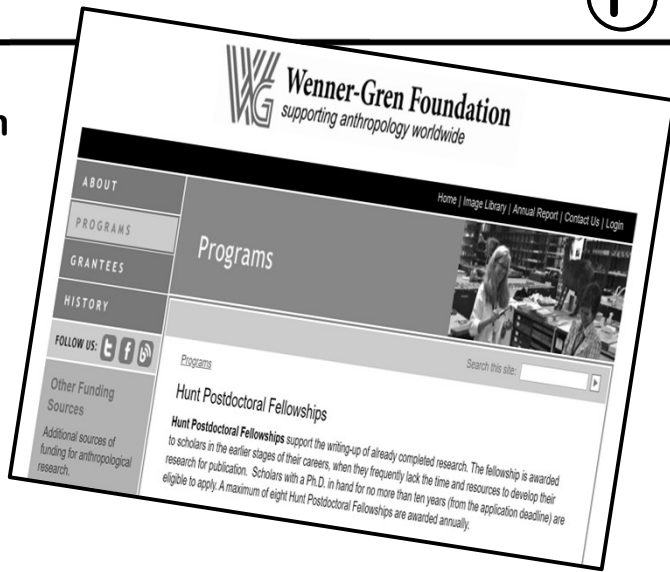 n
Wenner-Gren Foundation
supporting anthropology worldwide
Home | Image Library | Annual Report | Contact Us | Login
ABOUT
PROGRAMS
GRANTEES
HISTORY
FOLLOW US:
Other Funding
Sources
Additional sources of
funding for anthropological
research.
Programs
Search this site:
Programs
Hunt Postdoctoral Fellowships
Hunt Postdoctoral Fellowships support the writing-up of already completed research. The fellowship is awarded
to scholars in the earlier stages of their careers, when they frequently lack the time and resources to develop their
research for publication. Scholars with a Ph.D. in hand for no more than ten years (from the application deadline) are
eligible to apply. A maximum of eight Hunt Postdoctoral Fellowships are awarded annually.